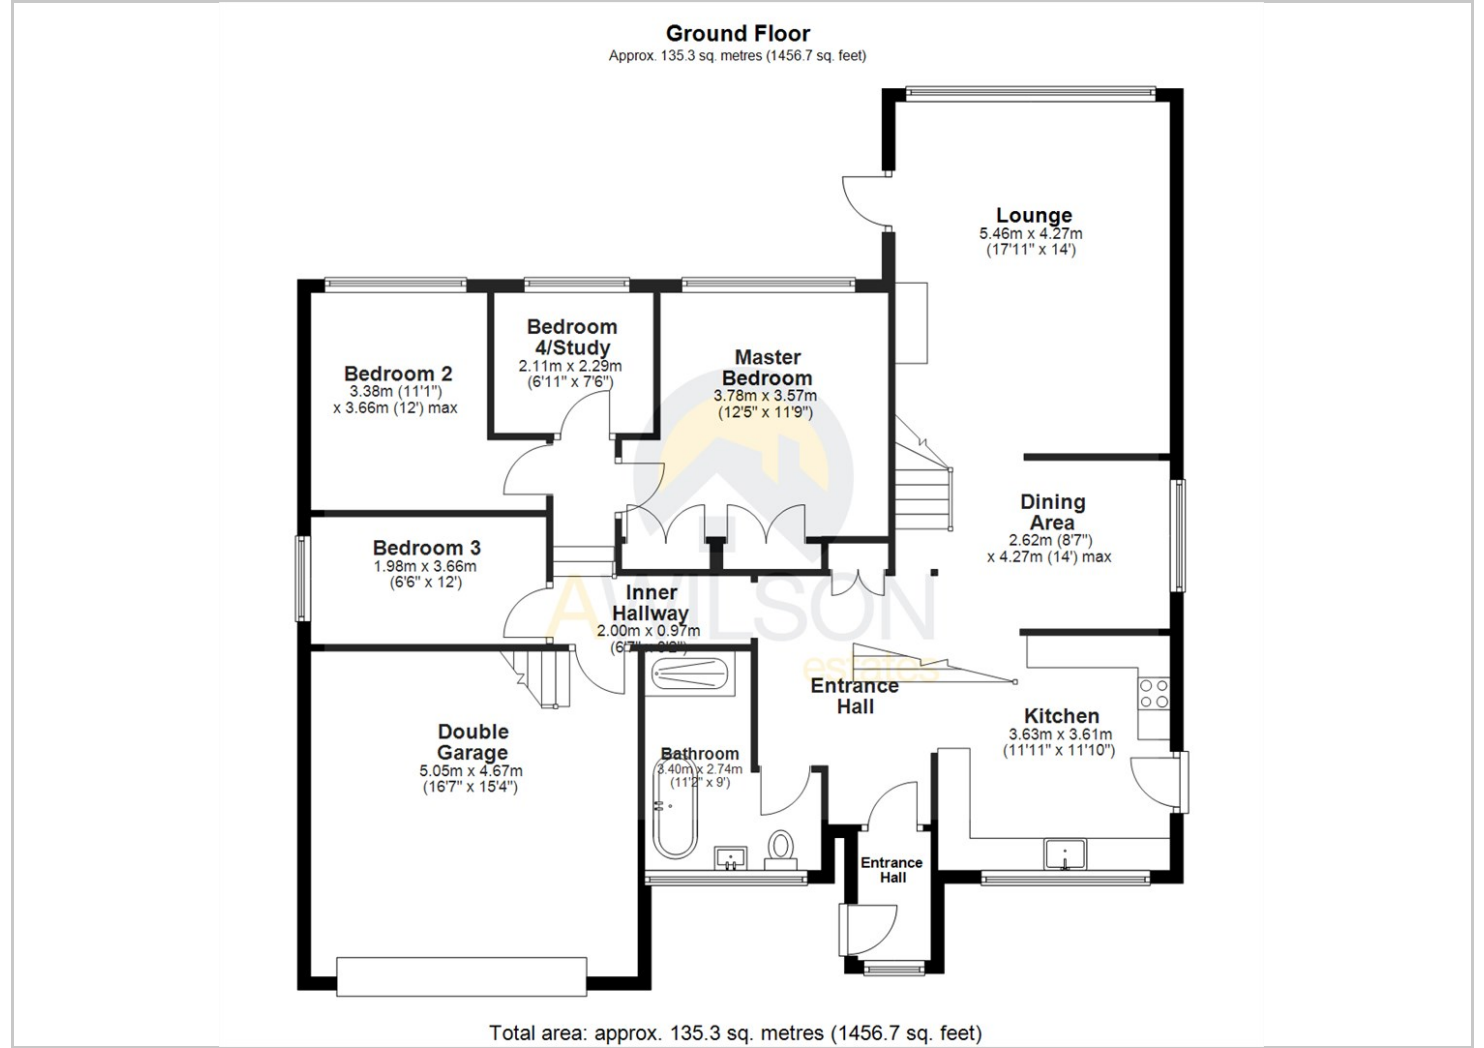 Ground Floor
Approx. 135.3 sq. metres (1456.7 sq. feet)
Lounge
5.46m x 4.27m
(17'11" x 14')
Bedroom
4/Study
2.11m x 2.29m
(6'11" x 7'6")
Master
Bedroom
3.78m x 3.57m
(12'5" x 11'9")
Bedroom 2
3.38m (11'1")
x 3.66m (12') max
Dining
Area
2.62m (8'7")
x 4.27m (14') max
Bedroom 3
1.98m x 3.66m
(6'6" x 12')
Inner
Hallway
2.00m x 0.97m
(6'7" x 3'2")
AWILSON
estates
Entrance
Hall
Kitchen
3.63m x 3.61m
(11'11" x 11'10")
Double
Garage
5.05m x 4.67m
(16'7" x 15'4")
Bathroom
3.40m x 2.74m
(11'2" x 9')
Entrance
Hall
Total area: approx. 135.3 sq. metres (1456.7 sq. feet)